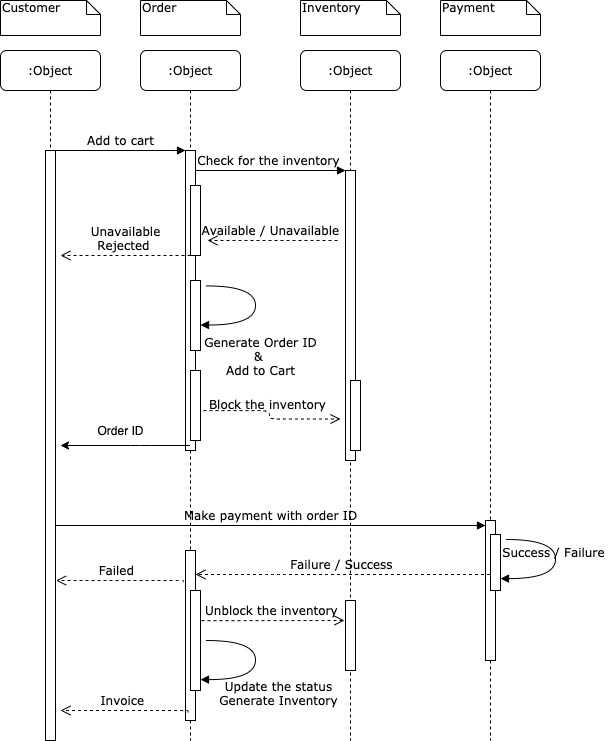 Customer
Order
Inventory
Payment
:Object
:Object
:Object
:Object
Add to cart
Check for the inventory
Available / Unavailable
Unavailable
Rejected
Generate Order ID
&
Add to Cart
Block the inventory
Order ID
Make payment with order ID
Success / Failure
Failure / Success
Failed
Unblock the inventory
Update the status
Generate Inventory
Invoice